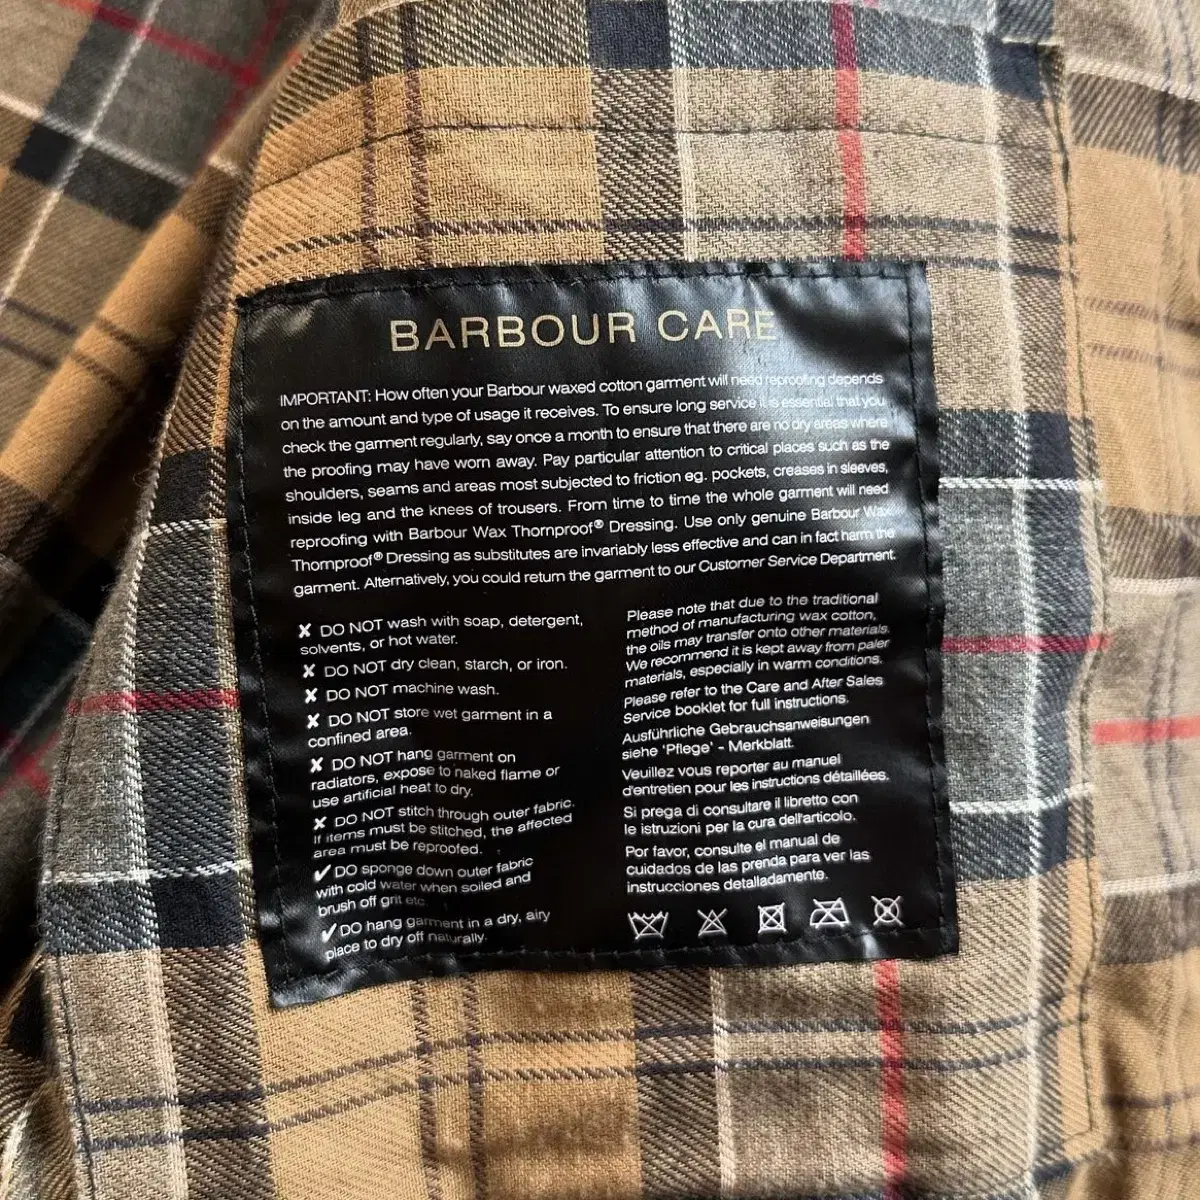 BARBOUR CARE
IMPORTANT: How often your Barbour waxed cotton garment will need reproofing depends
on the amount and type of usage it receives. To ensure long service it is essential that you
check the garment regularly, say once a month to ensure that there are no dry areas where
the proofing may have worn away. Pay particular attention to critical places such as the
shoulders, seams and areas most subjected to friction eg. pockets, creases in sleeves,
inside leg and the knees of trousers. From time to time the whole garment will need
reproofing with Barbour Wax Thornproof® Dressing. Use only genuine Barbour Wax
Thornproof® Dressing as substitutes are invariably less effective and can in fact harm the
garment. Alternatively, you could return the garment to our Customer Service Department.
✘ DO NOT wash with soap, detergent,
solvents, or hot water.
✘ DO NOT dry clean, starch, or iron.
✘ DO NOT machine wash.
✘ DO NOT store wet garment in a
confined area.
✘ DO NOT hang garment on
radiators, expose to naked flame or
use artificial heat to dry.
✘ DO NOT stitch through outer fabric.
If items must be stitched, the affected
area must be reproofed.
✔ DO sponge down outer fabric
with cold water when soiled and
brush off grit etc.
✔ DO hang garment in a dry, airy
place to dry off naturally.
Please note that due to the traditional
method of manufacturing wax cotton,
the oils may transfer onto other materials.
We recommend it is kept away from paler
materials, especially in warm conditions.
Please refer to the Care and After Sales
Service booklet for full instructions.
Ausführliche Gebrauchsanweisungen
siehe 'Pflege' - Merkblatt.
Veuillez vous reporter au manuel
d'entretien pour les instructions détaillées.
Si prega di consultare il libretto con
le istruzioni per la cura dell'articolo.
Por favor, consulte el manual de
cuidados de las prenda para ver las
instrucciones detalladamente.